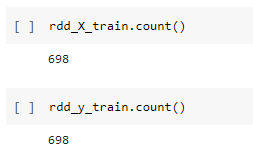 [ ] rdd_X_train.count()
698
[ ] rdd_y_train.count()
698